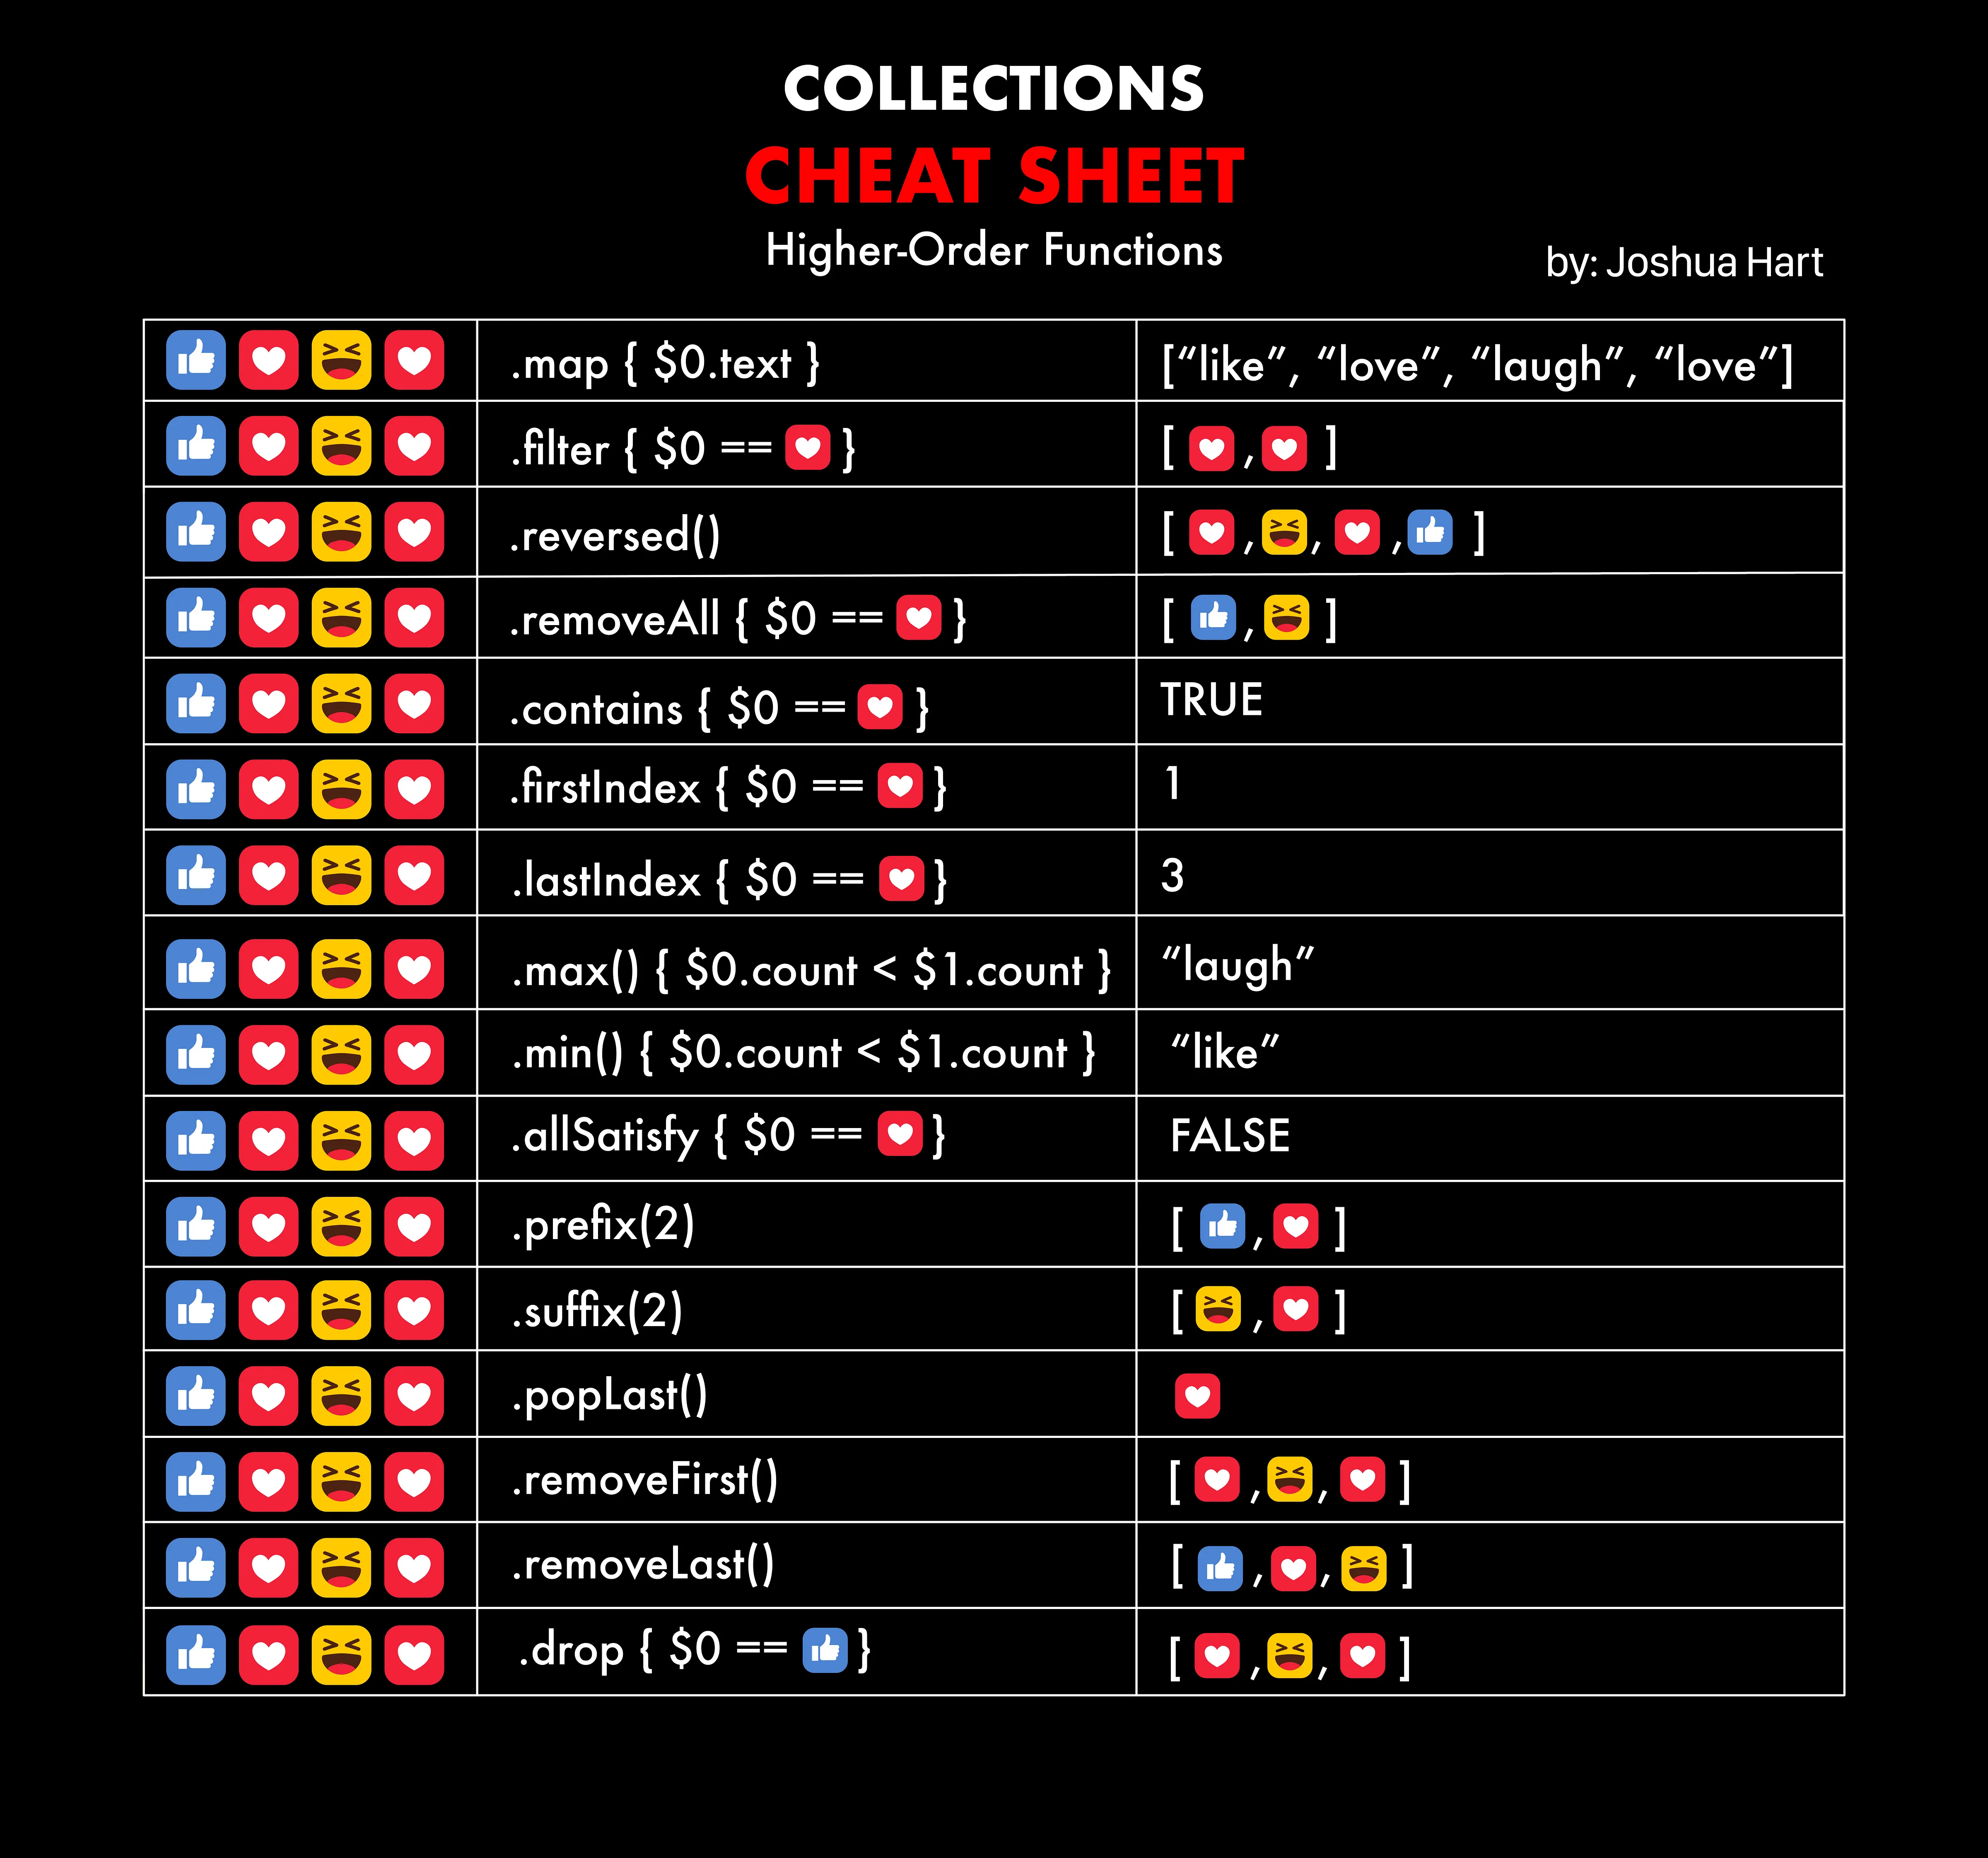 COLLECTIONS
CHEAT SHEET
Higher-Order Functions
by: Joshua Hart
.map { $0.text }
[“like”, “love”, “laugh”, “love”]
.filter { $0 == }
[ , ]
.reversed()
[ , , , ]
.removeAll { $0 == }
[ , ]
.contains { $0 == }
TRUE
.firstIndex { $0 == }
1
.lastIndex { $0 == }
3
.max() { $0.count < $1.count }
“laugh”
.min() { $0.count < $1.count }
“like”
.allSatisfy { $0 == }
FALSE
.prefix(2)
[ , ]
.suffix(2)
[ , ]
.popLast()
.removeFirst()
[ , , ]
.removeLast()
[ , , ]
.drop { $0 == }
[ , , ]